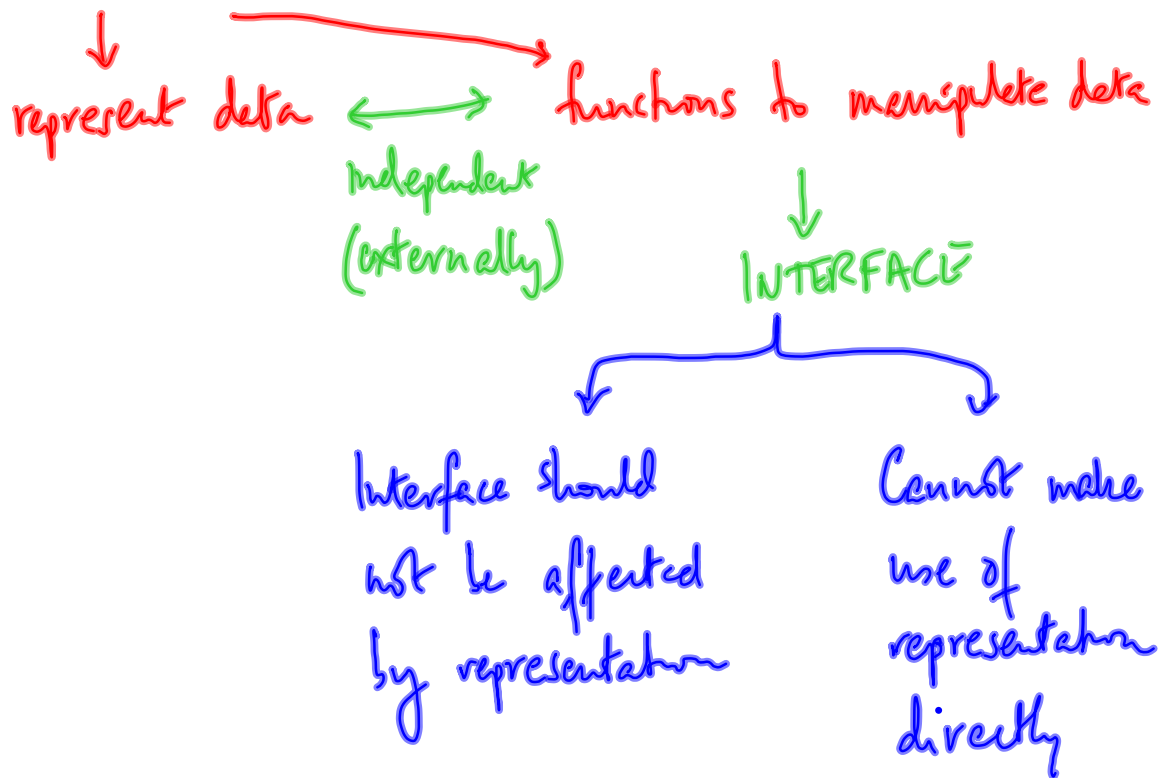 represent data functions to manipulate data
independent
(externally)
INTERFACE
Interface should
not be affected
by representation
Cannot make
use of
representation
directly